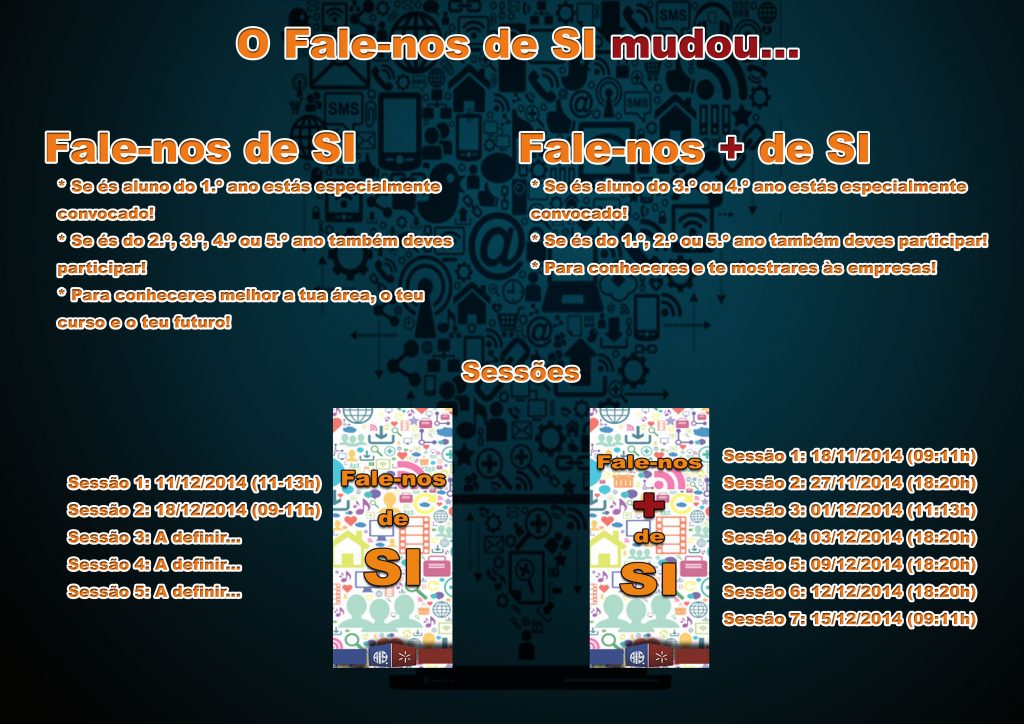 O Fale-nos de SI mudou...
Fale-nos de SI
* Se és aluno do 1.º ano estás especialmente
convocado!
* Se és do 2.º, 3.º, 4.º ou 5.º ano também deves
participar!
* Para conheceres melhor a tua área, o teu
curso e o teu futuro!
Fale-nos + de SI
* Se és aluno do 3.º ou 4.º ano estás especialmente
convocado!
* Se és do 1.º, 2.º ou 5.º ano também deves participar!
* Para conheceres e te mostrares às empresas!
Sessões
Sessão 1: 11/12/2014 (11-13h)
Sessão 2: 18/12/2014 (09-11h)
Sessão 3: A definir...
Sessão 4: A definir...
Sessão 5: A definir...
Fale-nos
de
SI
Fale-nos
+
de
SI
Sessão 1: 18/11/2014 (09:11h)
Sessão 2: 27/11/2014 (18:20h)
Sessão 3: 01/12/2014 (11:13h)
Sessão 4: 03/12/2014 (18:20h)
Sessão 5: 09/12/2014 (18:20h)
Sessão 6: 12/12/2014 (18:20h)
Sessão 7: 15/12/2014 (09:11h)
SMS
SMS
SMS